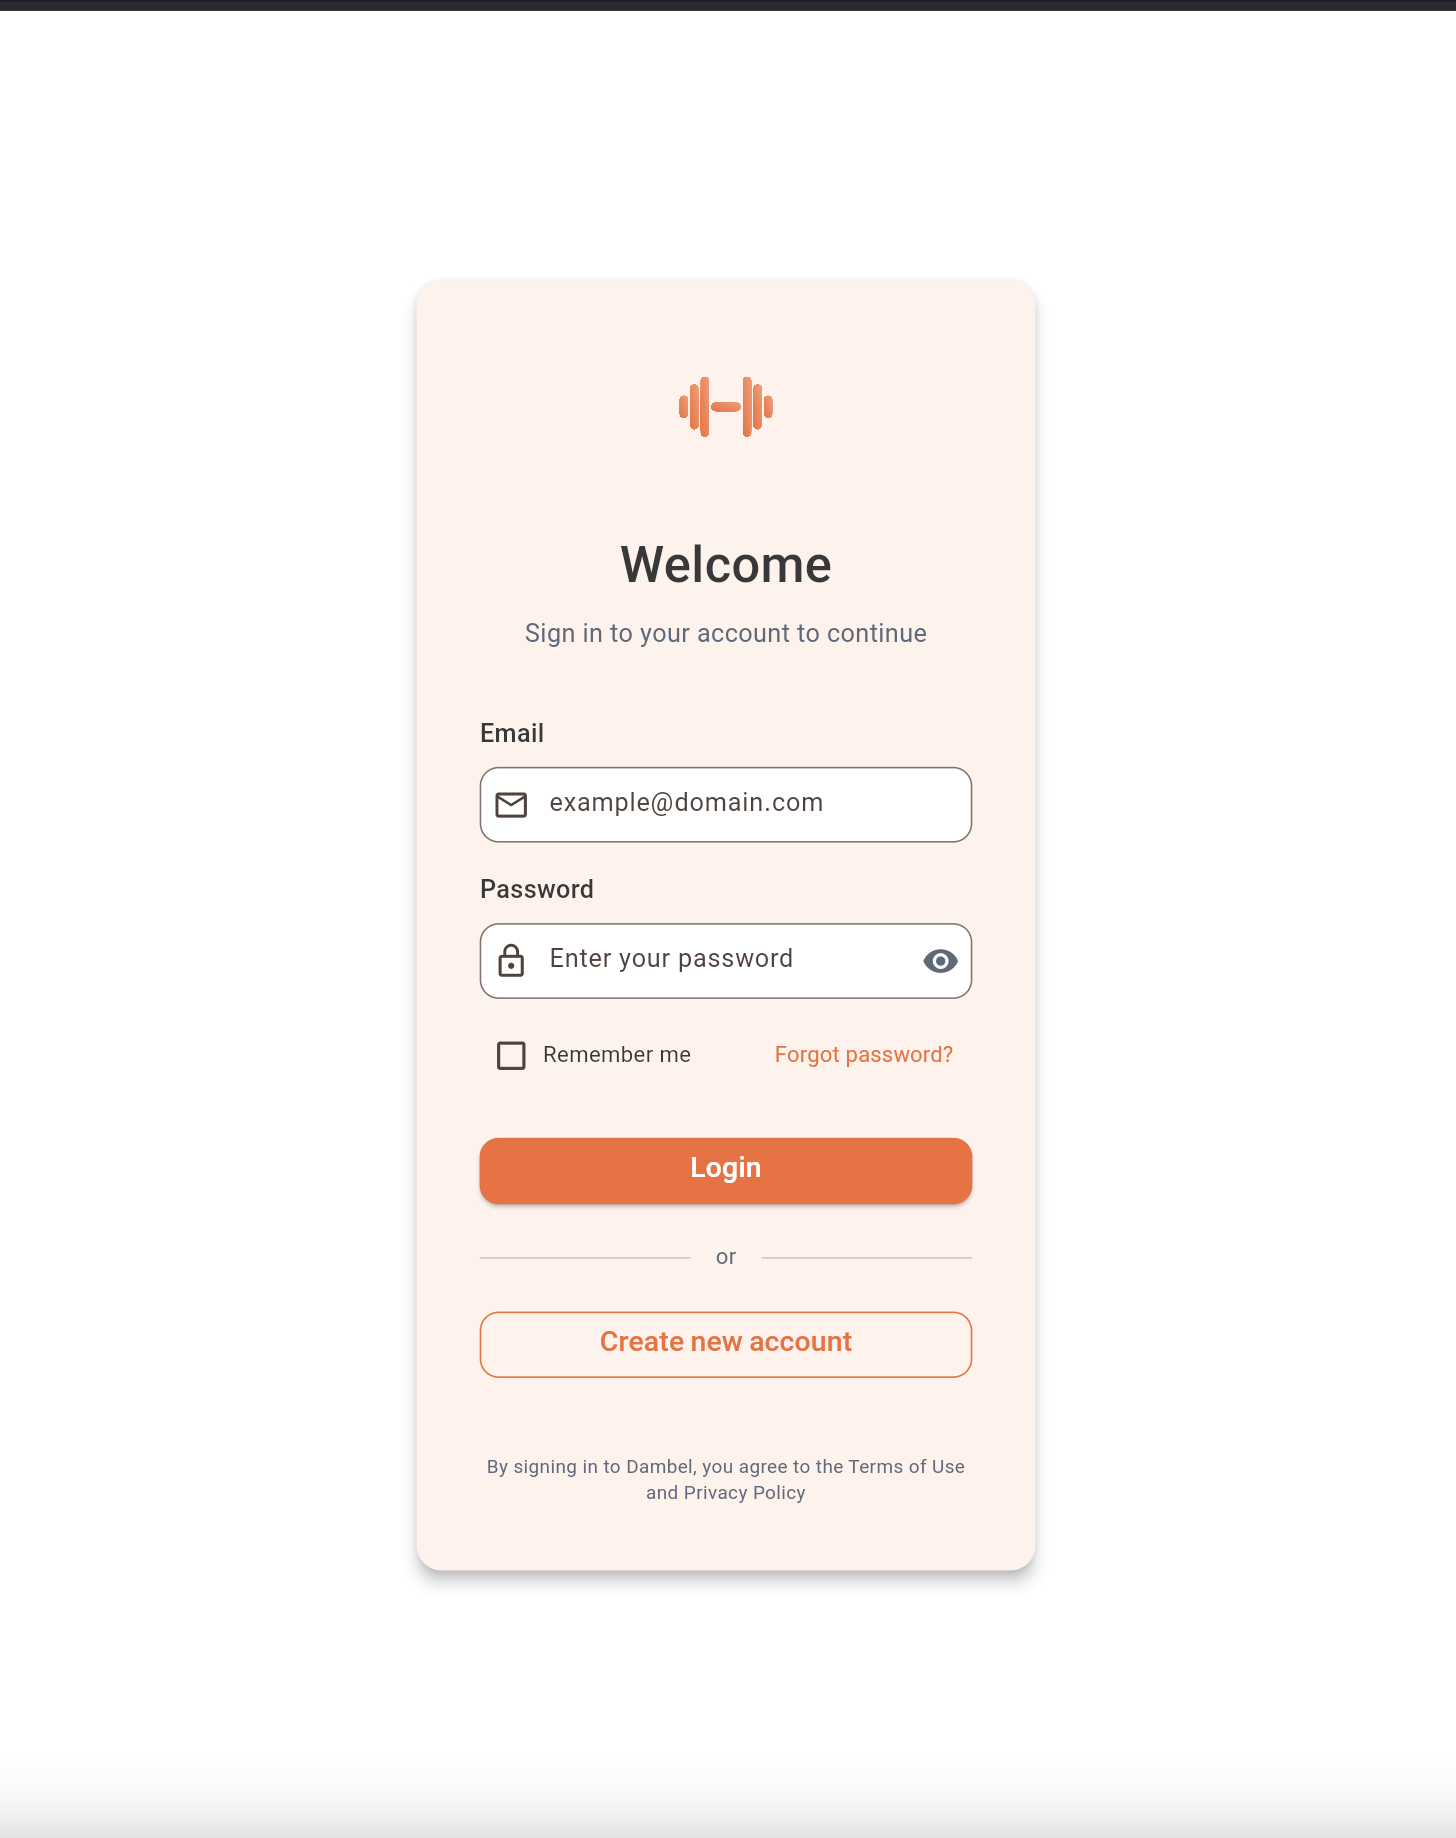 Welcome
Sign in to your account to continue
Email
example@domain.com
Password
Enter your password
Remember me Forgot password?
Login
or
Create new account
By signing in to Dambel, you agree to the Terms of Use
and Privacy Policy